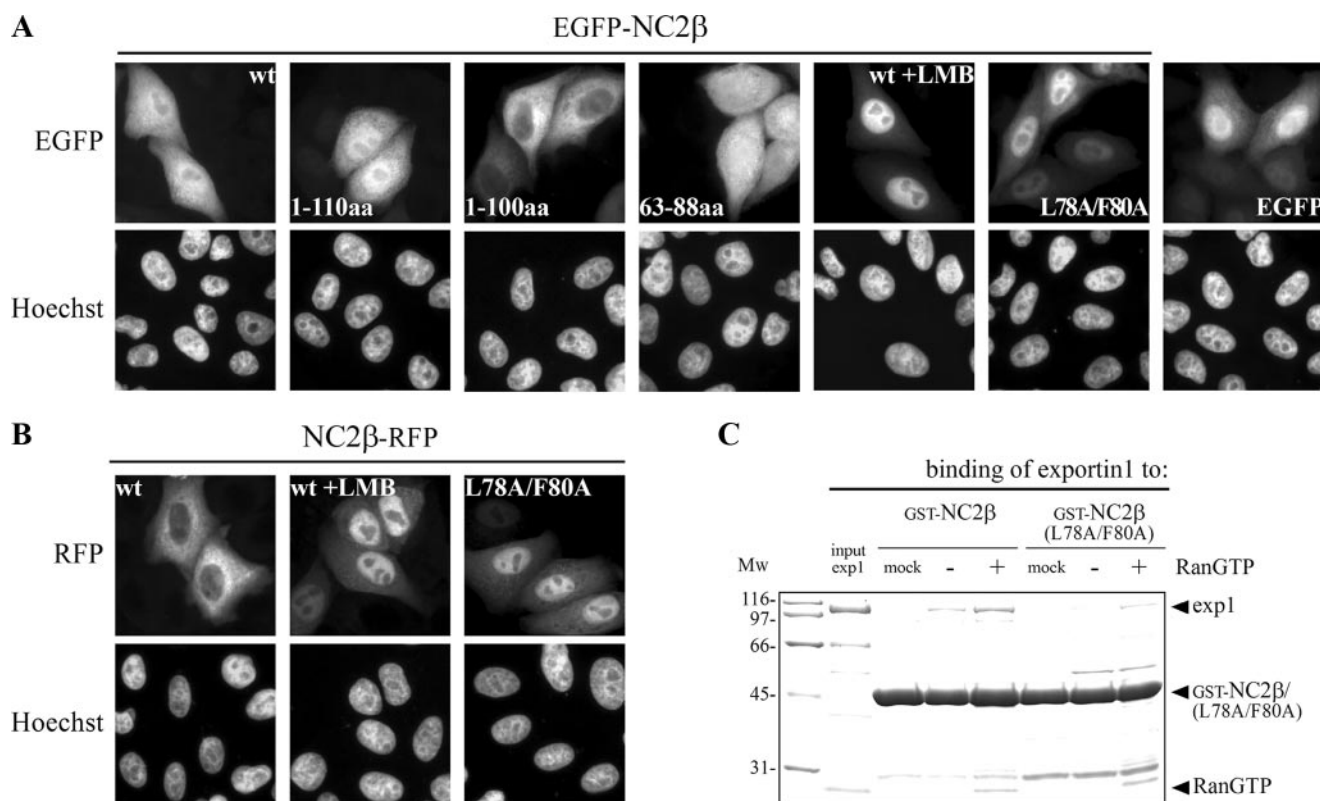 A
EGFP-NC2β
EGFP
wt
1-110aa
1-100aa
63-88aa
wt +LMB
L78A/F80A
EGFP
Hoechst
B
NC2β-RFP
RFP
wt
wt +LMB
L78A/F80A
Hoechst
C
binding of exportin1 to:
GST-NC2β
GST-NC2β
(L78A/F80A)
input
exp1
Mw
mock - + mock - + RanGTP
116-
97-
66-
45-
31-
exp1
GST-NC2β/
(L78A/F80A)
RanGTP